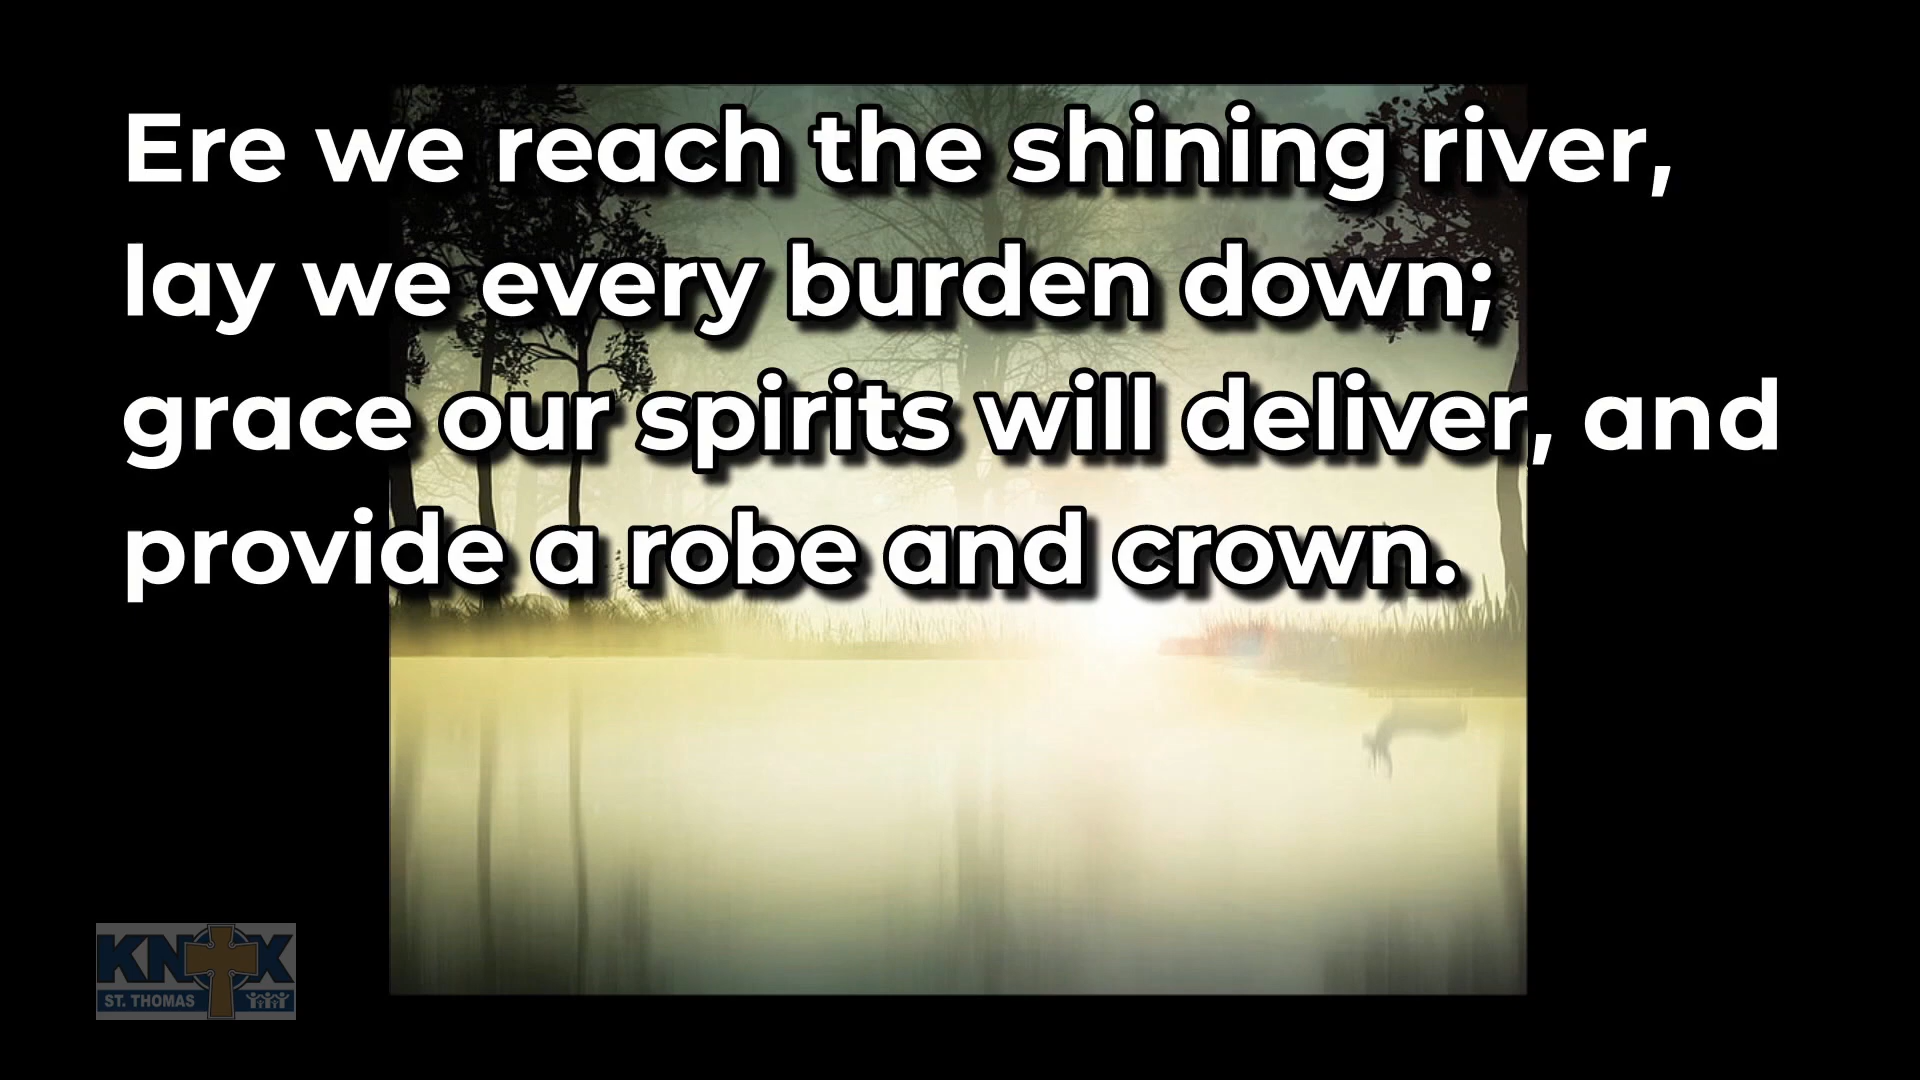 Ere we reach the shining river,
lay we every burden down;
grace our spirits will deliver, and
provide a robe and crown.
KNOX
ST. THOMAS